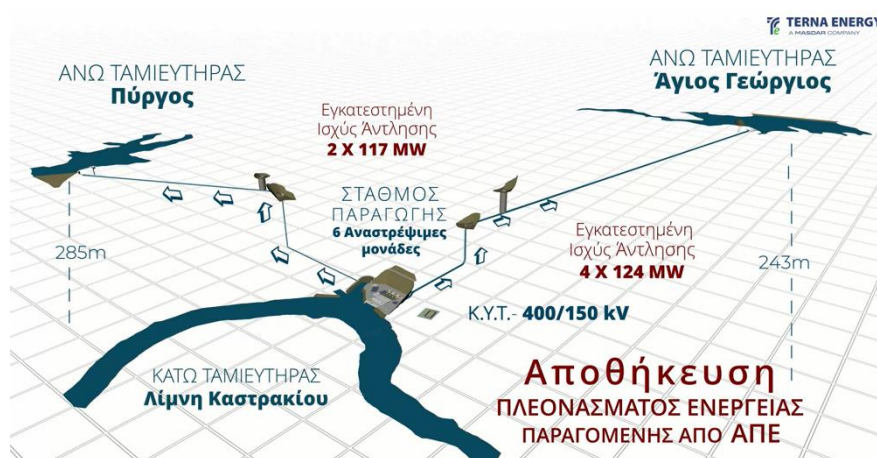 TERNA ENERGY
A MASDAR COMPANY
ΑΝΩ ΤΑΜΙΕΥΤΗΡΑΣ
Πύργος
ΑΝΩ ΤΑΜΙΕΥΤΗΡΑΣ
Άγιος Γεώργιος
Εγκατεστημένη
Ισχύς Άντλησης
2 X 117 MW
ΣΤΑΘΜΟΣ
ΠΑΡΑΓΩΓΗΣ
6 Αναστρέψιμες
μονάδες
Εγκατεστημένη
Ισχύς Άντλησης
4 X 124 MW
285m
243m
Κ.Υ.Τ.- 400/150 kV
ΚΑΤΩ ΤΑΜΙΕΥΤΗΡΑΣ
Λίμνη Καστρακίου
Αποθήκευση
ΠΛΕΟΝΑΣΜΑΤΟΣ ΕΝΕΡΓΕΙΑΣ
ΠΑΡΑΓΟΜΕΝΗΣ ΑΠΟ ΑΠΕ